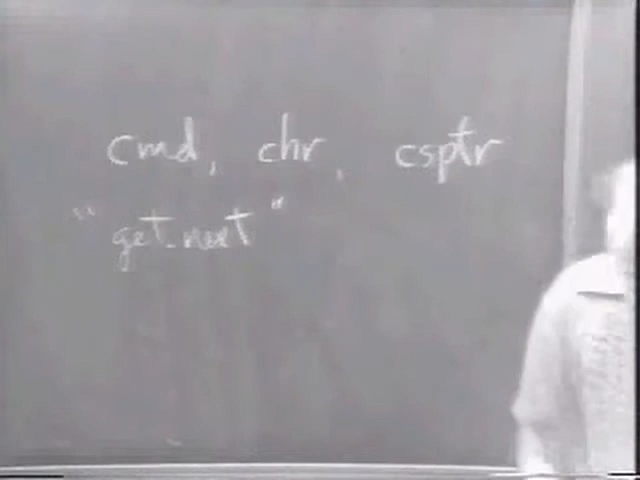 cmd, chr, csptr
"get_next"